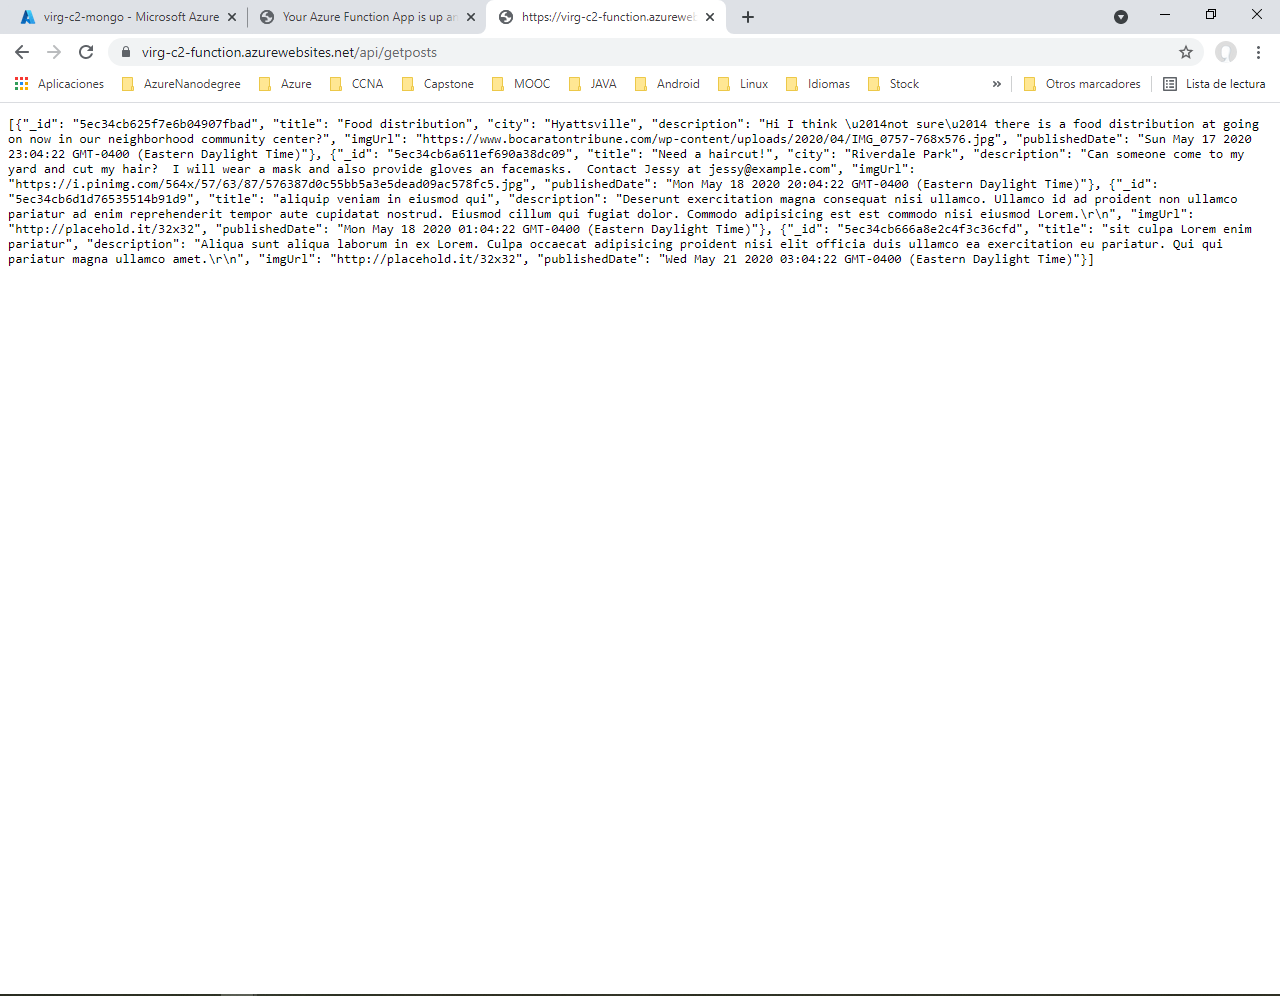 virg-c2-mongo - Microsoft Azure
Your Azure Function App is up an
https://virg-c2-function.azurewe
virg-c2-function.azurewebsites.net/api/getposts
Aplicaciones AzureNanodegree Azure CCNA Capstone MOOC JAVA Android Linux Idiomas Stock » Otros marcadores Lista de lectura
[{"_id": "5ec34cb625f7e6b04907fbad", "title": "Food distribution", "city": "Hyattsville", "description": "Hi I think \u2014not sure\u2014 there is a food distribution at going
on now in our neighborhood community center?", "imgUrl": "https://www.bocaratontribune.com/wp-content/uploads/2020/04/IMG_0757-768x576.jpg", "publishedDate": "Sun May 17 2020
23:04:22 GMT-0400 (Eastern Daylight Time)"}, {"_id": "5ec34cb6a611ef690a38dc09", "title": "Need a haircut!", "city": "Riverdale Park", "description": "Can someone come to my
yard and cut my hair?  I will wear a mask and also provide gloves an facemasks.  Contact Jessy at jessy@example.com", "imgUrl":
"https://i.pinimg.com/564x/57/63/87/576387d0c55bb5a3e5dead09ac578fc5.jpg", "publishedDate": "Mon May 18 2020 20:04:22 GMT-0400 (Eastern Daylight Time)"}, {"_id":
"5ec34cb6d1d76535514b91d9", "title": "aliquip veniam in eiusmod qui", "description": "Deserunt exercitation magna consequat nisi ullamco. Ullamco id ad proident non ullamco
pariatur ad enim reprehenderit tempor aute cupidatat nostrud. Eiusmod cillum qui fugiat dolor. Commodo adipisicing est est commodo nisi eiusmod Lorem.\r\n", "imgUrl":
"http://placehold.it/32x32", "publishedDate": "Mon May 18 2020 01:04:22 GMT-0400 (Eastern Daylight Time)"}, {"_id": "5ec34cb666a8e2c4f3c36cfd", "title": "sit culpa Lorem enim
pariatur", "description": "Aliqua sunt aliqua laborum in ex Lorem. Culpa occaecat adipisicing proident nisi elit officia duis ullamco ea exercitation eu pariatur. Qui qui
pariatur magna ullamco amet.\r\n", "imgUrl": "http://placehold.it/32x32", "publishedDate": "Wed May 21 2020 03:04:22 GMT-0400 (Eastern Daylight Time)"}]